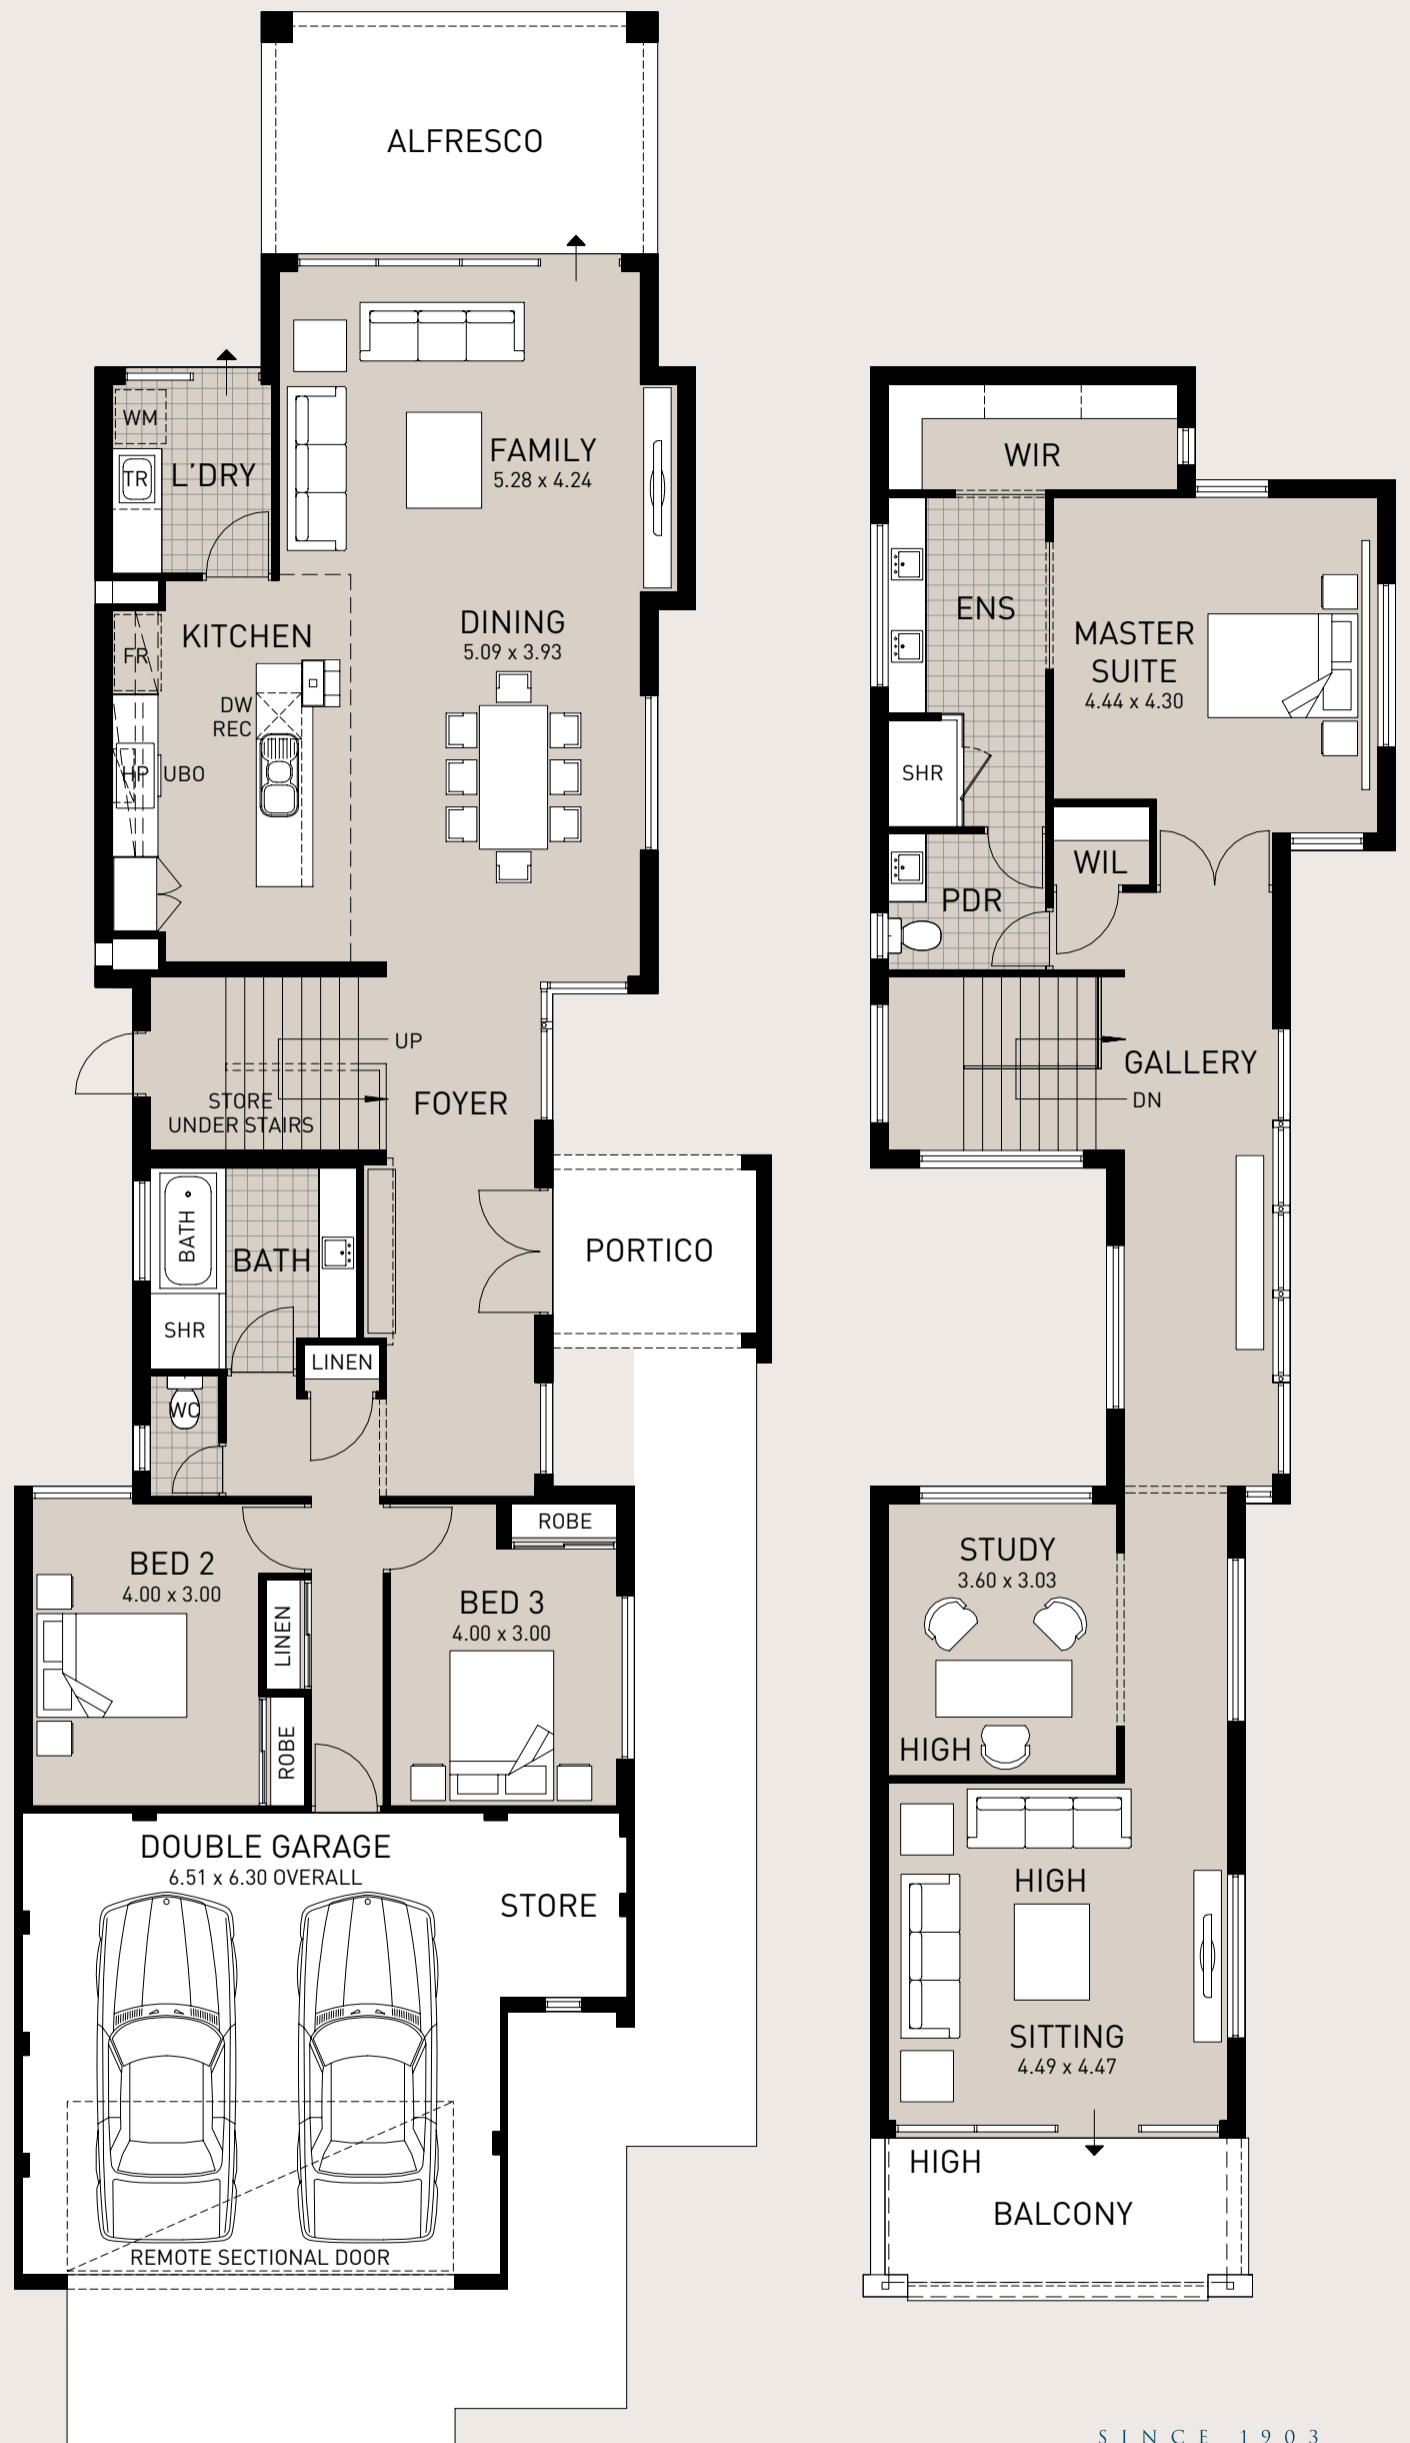 ALFRESCO
WM
TR
L'DRY
FAMILY
5.28 x 4.24
KITCHEN
FR
DW
REC
HP
UBO
DINING
5.09 x 3.93
UP
STORE
UNDER STAIRS
FOYER
BATH
BATH
SHR
LINEN
WC
PORTICO
BED 2
4.00 x 3.00
LINEN
ROBE
ROBE
BED 3
4.00 x 3.00
DOUBLE GARAGE
6.51 x 6.30 OVERALL
STORE
REMOTE SECTIONAL DOOR
WIR
ENS
MASTER
SUITE
4.44 x 4.30
SHR
WIL
PDR
GALLERY
DN
STUDY
3.60 x 3.03
HIGH
HIGH
SITTING
4.49 x 4.47
HIGH
BALCONY
SINCE 1903